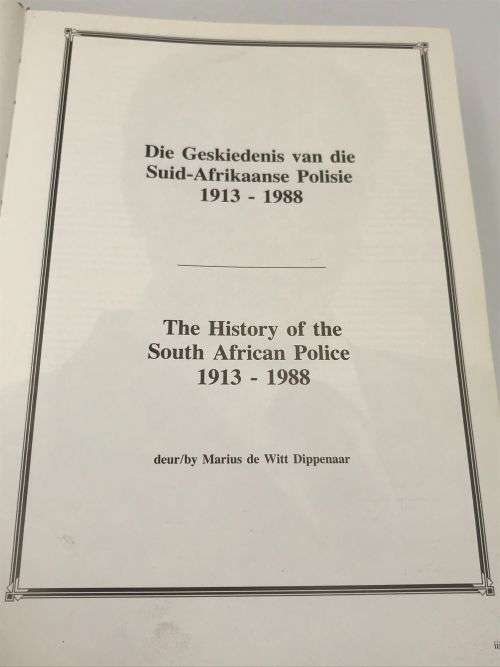 Die Geskiedenis van die
Suid-Afrikaanse Polisie
1913 - 1988
The History of the
South African Police
1913 - 1988
deur/by Marius de Witt Dippenaar